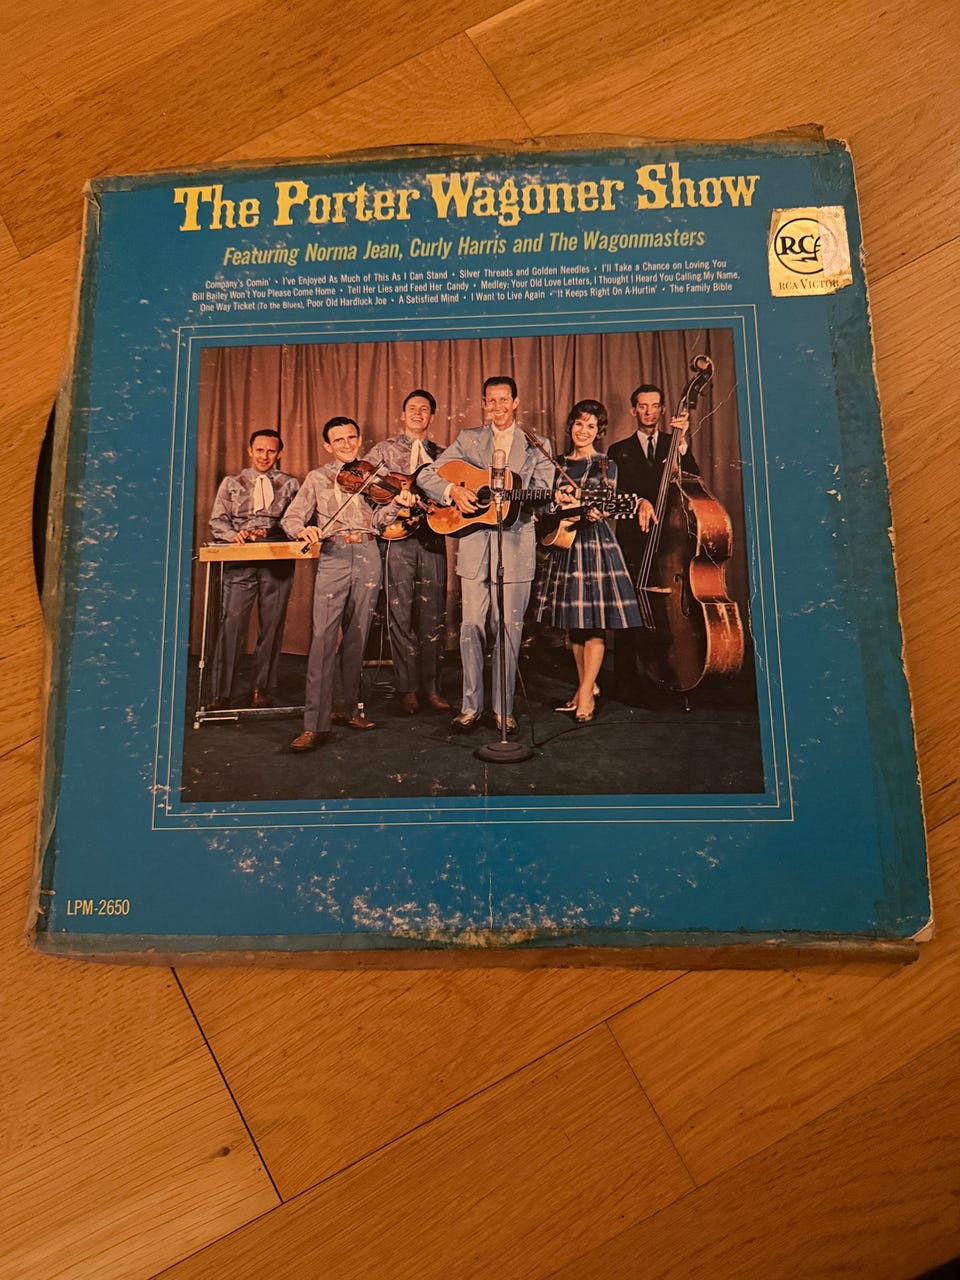 The Porter Wagoner Show
Featuring Norma Jean, Curly Harris and The Wagonmasters
Company's Comin' • I've Enjoyed As Much of This As I Can Stand • Silver Threads and Golden Needles • I'll Take a Chance on Loving You
Bill Bailey Won't You Please Come Home • Tell Her Lies and Feed Her Candy • Medley: Your Old Love Letters, I Thought I Heard You Calling My Name,
One Way Ticket (To the Blues), Poor Old Hardluck Joe • A Satisfied Mind • I Want to Live Again • It Keeps Right On A-Hurtin' • The Family Bible
RCA
RCA VICTOR
LPM-2650